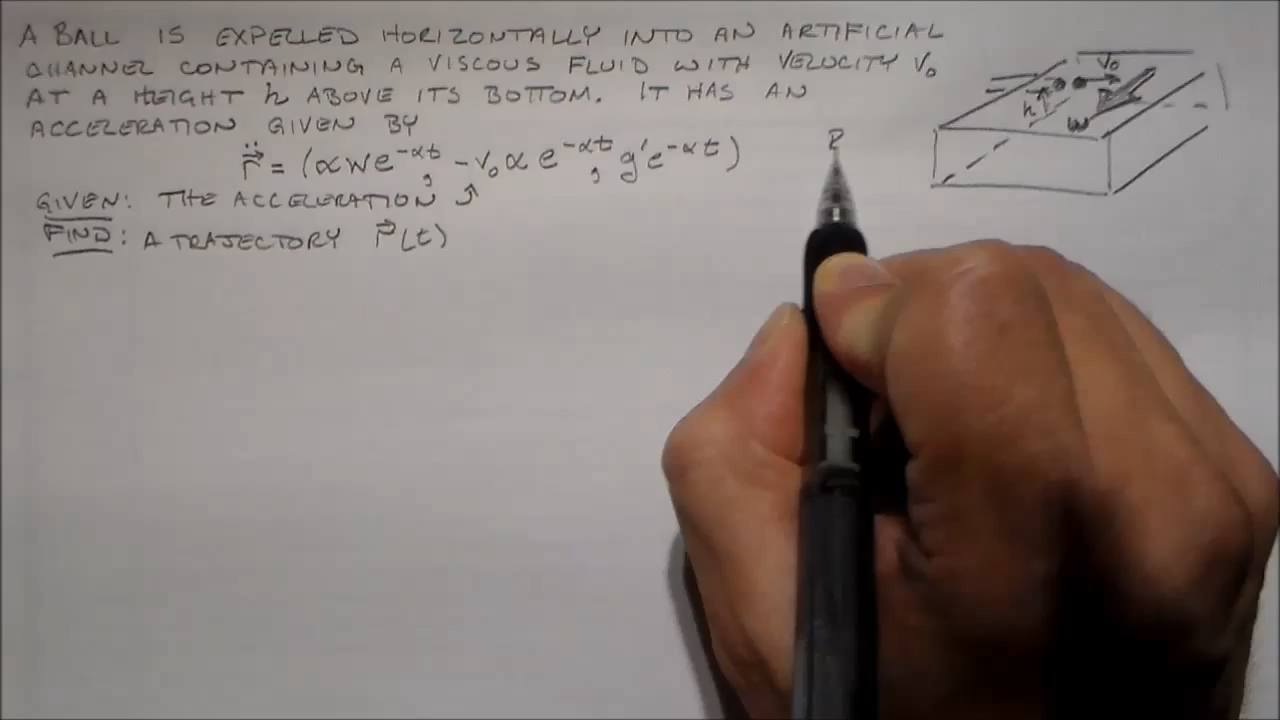 A BALL IS EXPELLED HORIZONTALLY INTO AN ARTIFICIAL
CHANNEL CONTAINING A VISCOUS FLUID WITH VELOCITY V₀
AT A HEIGHT h ABOVE ITS BOTTOM. IT HAS AN
ACCELERATION GIVEN BY
r̈⃗ = (αWe^{-αt}, -V₀αe^{-αt}, g'e^{-αt})
GIVEN: THE ACCELERATION
FIND: A TRAJECTORY r⃗(t)
V₀
h
W